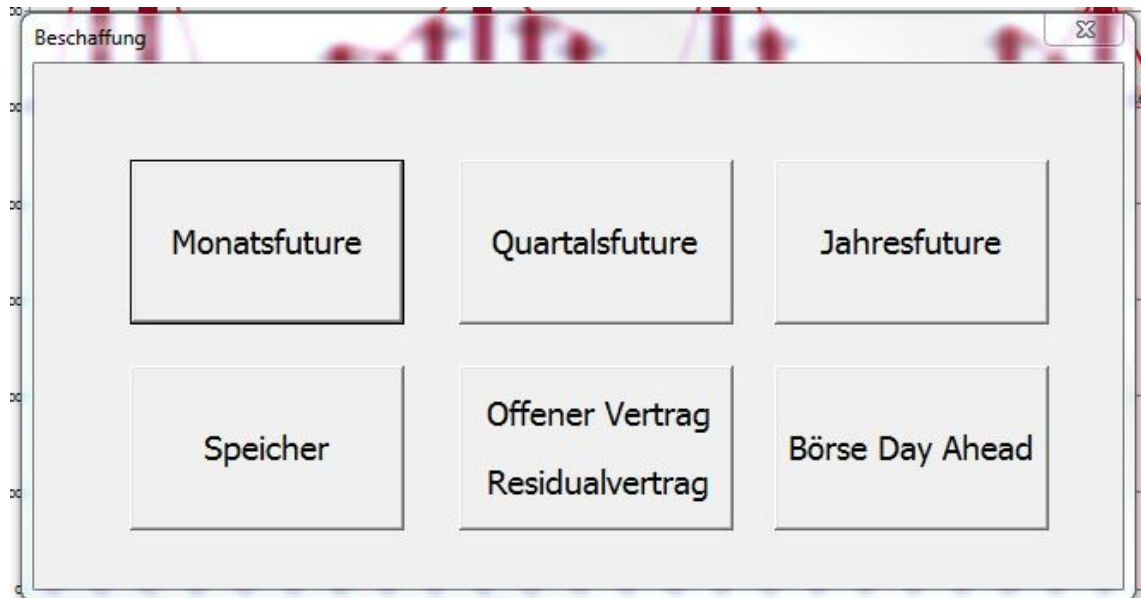 Beschaffung
Monatsfuture
Quartalsfuture
Jahresfuture
Speicher
Offener Vertrag
Residualvertrag
Börse Day Ahead